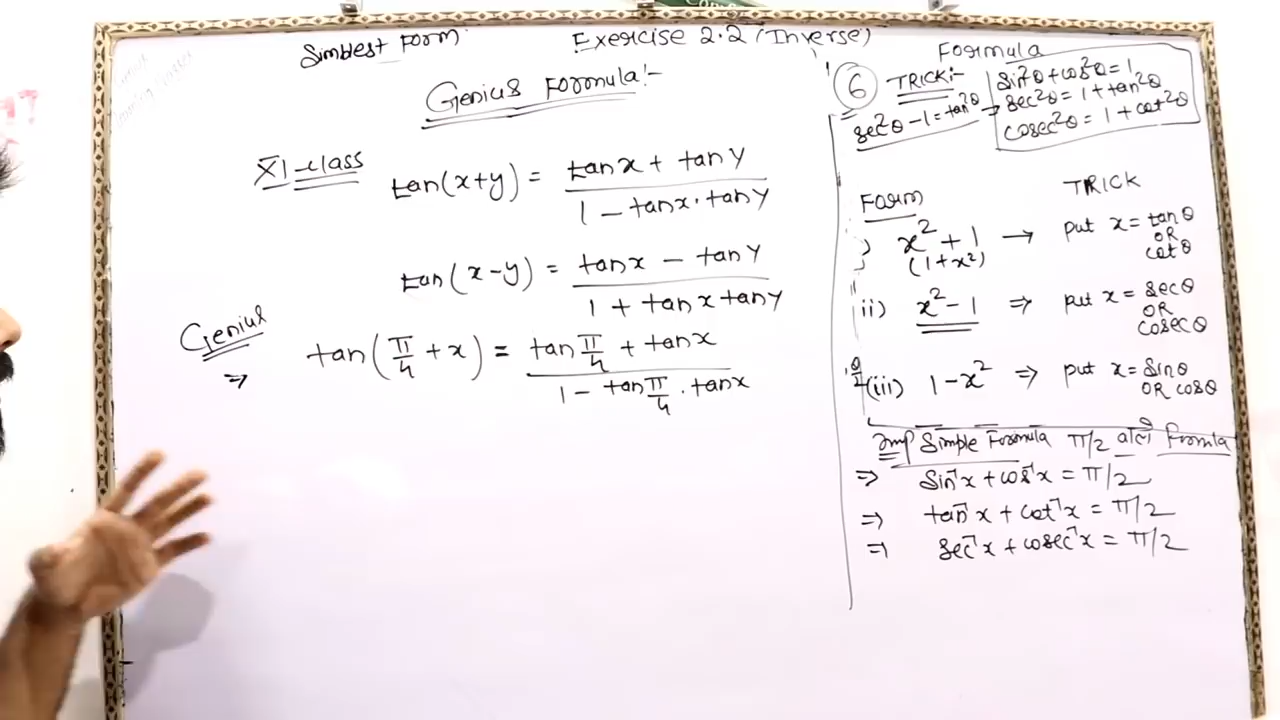 Simbest Form
Exercise 2.2 (Inverse)
Genius Formula:-
XI-class
tan(x+y) = (tanx + tany)/(1 - tanx·tany)
tan(x-y) = (tanx - tany)/(1 + tanx tany)
Genius
⇒ tan(π/4 + x) = (tan π/4 + tanx)/(1 - tan π/4 · tanx)
Formula
6 TRICK:-
sin²θ + cos²θ = 1
sec²θ - 1 = tan²θ → sec²θ = 1 + tan²θ
cosec²θ = 1 + cot²θ
Form TRICK
i) x² + 1 → put x = tanθ
(1+x²) OR
cotθ
ii) x² - 1 ⇒ put x = secθ
OR
cosecθ
(iii) 1 - x² ⇒ put x = sinθ
OR cosθ
Imp Simple Formula π/2 वाले Formula
⇒ sin⁻¹x + cos⁻¹x = π/2
⇒ tan⁻¹x + cot⁻¹x = π/2
⇒ sec⁻¹x + cosec⁻¹x = π/2